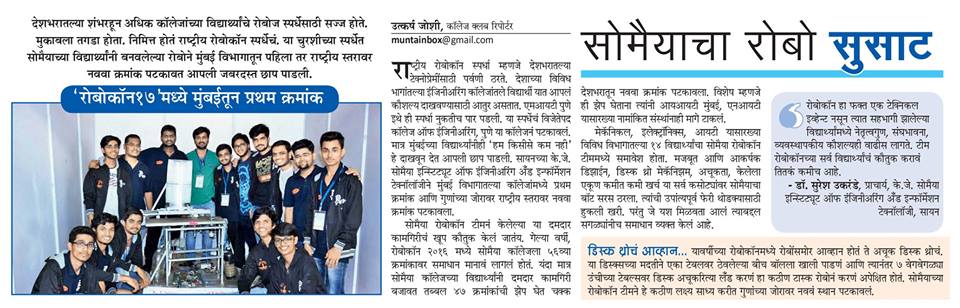 देशभरातल्या शंभरहून अधिक कॉलेजांच्या विद्यार्थ्यांचे रोबोज स्पर्धेसाठी सज्ज होते.
मुकाबला तगडा होता. निमित्त होतं राष्ट्रीय रोबोकॉन स्पर्धेचं. या चुरशीच्या स्पर्धेत
सोमैयाच्या विद्यार्थ्यांनी बनवलेल्या रोबोने मुंबई विभागातून पहिला तर राष्ट्रीय स्तरावर
नववा क्रमांक पटकावत आपली जबरदस्त छाप पाडली.
'रोबोकॉन१७'मध्ये मुंबईतून प्रथम क्रमांक
उत्कर्ष जोशी, कॉलेज क्लब रिपोर्टर
muntainbox@gmail.com
राष्ट्रीय रोबोकॉन स्पर्धा म्हणजे देशभरातल्या
टेक्नोप्रेमींसाठी पर्वणी ठरते. देशाच्या विविध
भागांतल्या इंजिनीअरिंग कॉलेजांतले विद्यार्थी यात आपलं
कौशल्य दाखवण्यासाठी आतुर असतात. एमआयटी पुणे
इथे ही स्पर्धा नुकतीच पार पडली. या स्पर्धेचं विजेतेपद
कॉलेज ऑफ इंजिनीअरिंग, पुणे या कॉलेजनं पटकावलं.
मात्र मुंबईच्या विद्यार्थ्यांनीही 'हम किसीसे कम नही'
हे दाखवून देत आपली छाप पाडली. सायनच्या के.जे.
सोमैया इन्स्टिट्यूट ऑफ इंजिनीअरिंग अँड इन्फॉर्मेशन
टेक्नॉलॉजीने मुंबई विभागातल्या कॉलेजांमध्ये प्रथम
क्रमांक आणि गुणांच्या जोरावर राष्ट्रीय स्तरावर नववा
क्रमांक पटकावला.
सोमैया रोबोकॉन टीमनं केलेल्या या दमदार
कामगिरीचं खूप कौतुक केलं जातंय. गेल्या वर्षी,
रोबोकॉन २०१६ मध्ये सोमैया कॉलेजला ५६व्या
क्रमांकावर समाधान मानावं लागलं होतं. यंदा मात्र
सोमैया कॉलेजच्या विद्यार्थ्यांनी दमदार कामगिरी
बजावत तब्बल ४७ क्रमांकांची झेप घेत चक्क
सोमैयाचा रोबो सुसाट
देशभरातून नववा क्रमांक पटकावला. विशेष म्हणजे
ही झेप घेताना त्यांनी आयआयटी मुंबई, एनआयटी
यासारख्या नामांकित संस्थांनाही मागे टाकलं.
मेकॅनिकल, इलेक्ट्रॉनिक्स, आयटी यासारख्या
विविध विभागातल्या १४ विद्यार्थ्यांचा सोमैया रोबोकॉन
टीममध्ये समावेश होता. मजबूत आणि आकर्षक
डिझाईन, डिस्क थ्रो मेकॅनिझम, अचूकता, केलेला
एकूण कमीत कमी खर्च या सर्व कसोट्यांवर सोमैयाचा
बॉट सरस ठरला. त्यांची उपांत्यपूर्व फेरी थोडक्यासाठी
हुकली खरी. परंतु जे यश मिळवता आलं त्याबद्दल
सगळ्यांनीच समाधान व्यक्त केलं आहे.
रोबोकॉन हा फक्त एक टेक्निकल
इव्हेन्ट नसून त्यात सहभागी झालेल्या
विद्यार्थ्यांमध्ये नेतृत्वगुण, संघभावना,
व्यवस्थापकीय कौशल्यही वाढीस लागते. टीम
रोबोकॉनच्या सर्व विद्यार्थ्यांचं कौतुक करावं
तितकं कमीच आहे.
- डॉ. सुरेश उकरंडे, प्राचार्य, के.जे. सोमैया
इन्स्टिट्यूट ऑफ इंजिनीअरिंग अँड इन्फॉर्मेशन
टेक्नॉलॉजी, सायन
डिस्क थ्रोचं आव्हान... यावर्षीच्या रोबोकॉनमध्ये रोबोंसमोर आव्हान होतं ते अचूक डिस्क थ्रोचं.
या डिस्क्सच्या मदतीने एका टेबलवर ठेवलेल्या बीच बॉलला खाली पाडणं आणि त्यानंतर ७ वेगवेगळ्या
उंचीच्या टेबल्सवर डिस्क अचूकरित्या लँड करणं हा कठीण टास्क रोबोनं करणं अपेक्षित होतं. सोमैयाच्या
रोबोकॉन टीमने हे कठीण लक्ष्य साध्य करीत गुणांच्या जोरावर नववं स्थान पटकावलं.